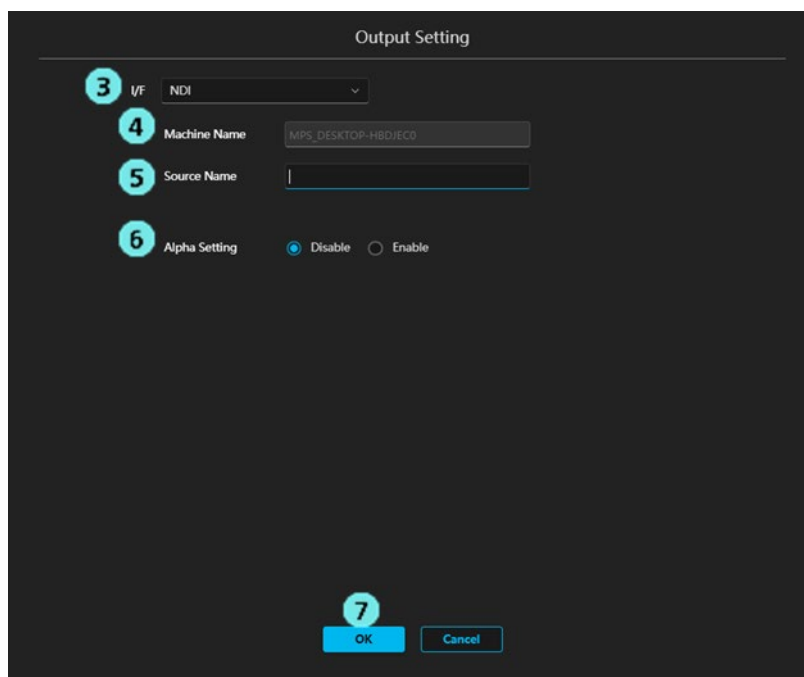 Output Setting
3 I/F NDI
4 Machine Name MPS_DESKTOP-HBDJEC0
5 Source Name
6 Alpha Setting Disable Enable
7
OK Cancel